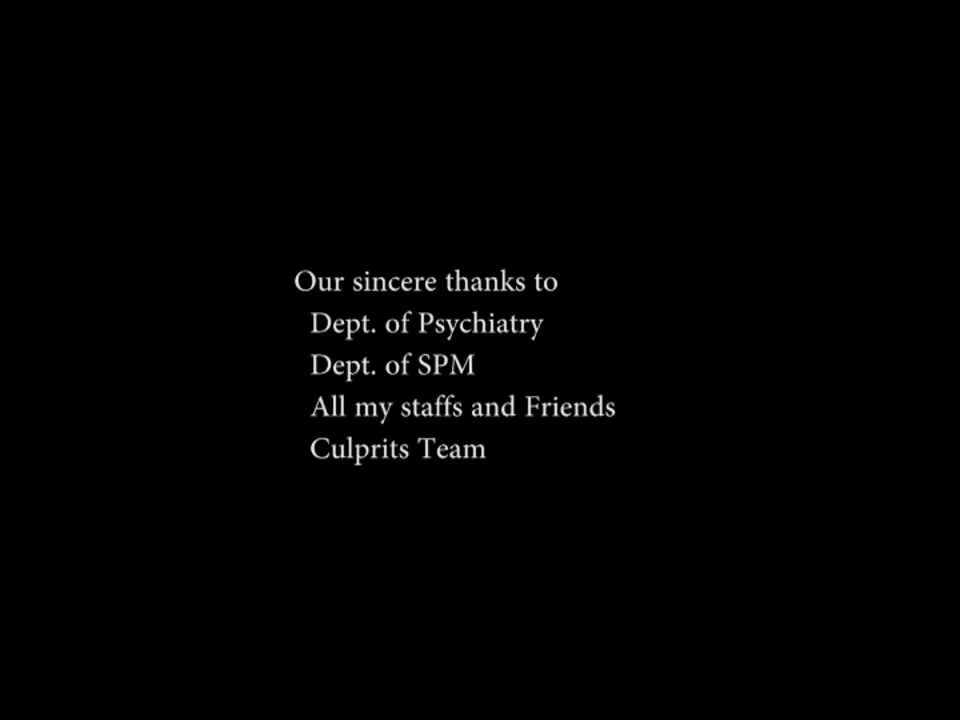 Our sincere thanks to
Dept. of Psychiatry
Dept. of SPM
All my staffs and Friends
Culprits Team